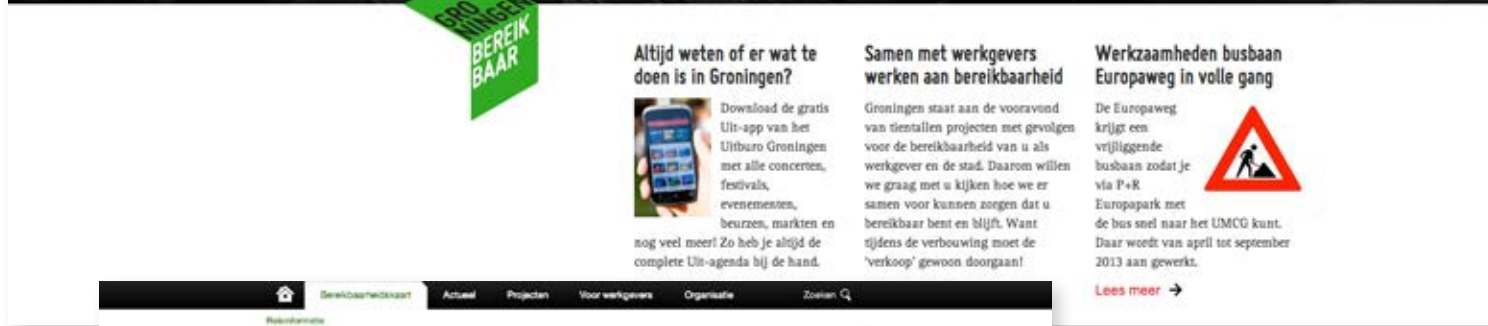 GRO
NINGEN
BEREIK
BAAR
Altijd weten of er wat te
doen is in Groningen?
Download de gratis
Uit-app van het
Uitburo Groningen
met alle concerten,
festivals,
evenementen,
beurzen, markten en
nog veel meer! Zo heb je altijd de
complete Uit-agenda bij de hand.
Samen met werkgevers
werken aan bereikbaarheid
Groningen staat aan de vooravond
van tientallen projecten met gevolgen
voor de bereikbaarheid van u als
werkgever en de stad. Daarom willen
we graag met u kijken hoe we er
samen voor kunnen zorgen dat u
bereikbaar bent en blijft. Want
tijdens de verbouwing moet de
'verkoop' gewoon doorgaan!
Werkzaamheden busbaan
Europaweg in volle gang
De Europaweg
krijgt een
vrijliggende
busbaan zodat je
via P+R
Europapark met
de bus snel naar het UMCG kunt.
Daar wordt van april tot september
2013 aan gewerkt.
Lees meer →
Bereikbaarheidskaart Actueel Projecten Voor werkgevers Organisatie Zoeken
Reisinformatie